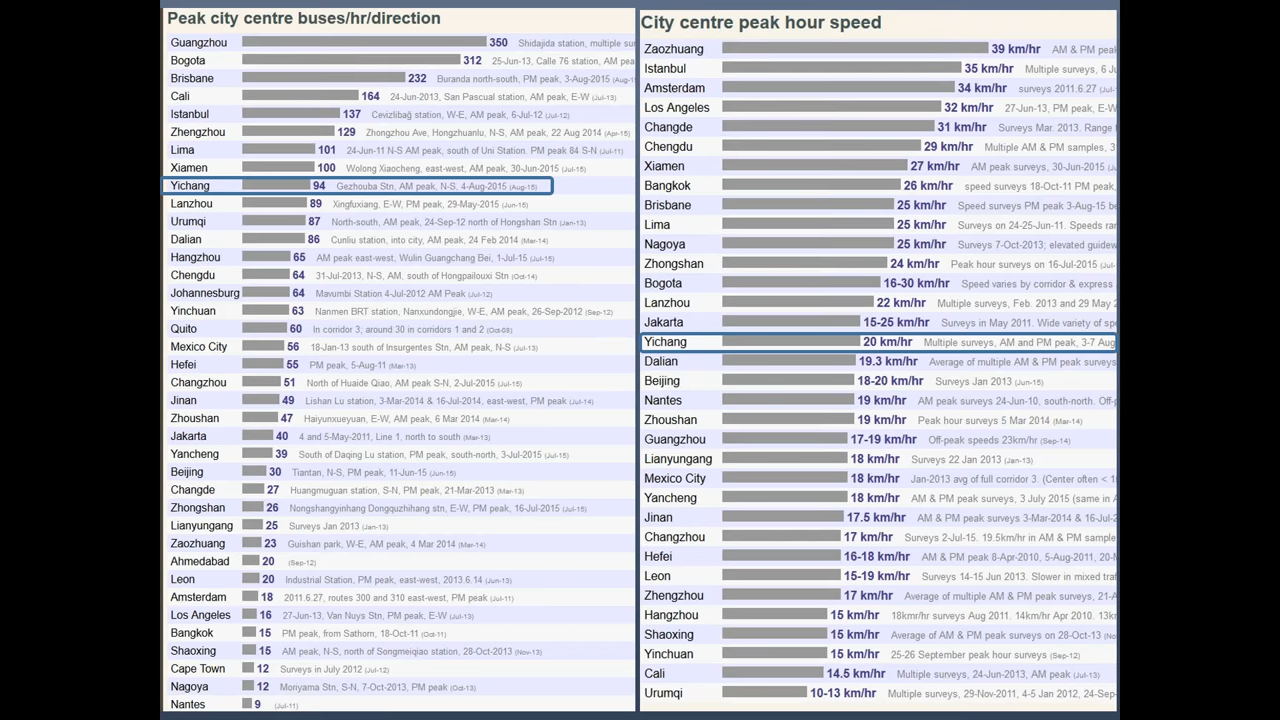 Peak city centre buses/hr/direction
Guangzhou 350 Shidajida station, multiple sur
Bogota 312 25-Jun-13, Calle 76 station, AM pea
Brisbane 232 Buranda north-south, PM peak, 3-Aug-2015 (Aug-1
Cali 164 24-Jun-2013, San Pascual station, AM peak, E-W (Jul-13)
Istanbul 137 Cevizlibağ station, W-E, AM peak, 6-Jul-12 (Jul-12)
Zhengzhou 129 Zhongzhou Ave, Hongzhuanlu, N-S, AM peak, 22 Aug 2014 (Apr-15)
Lima 101 24-Jun-11 N-S AM peak, south of Uni Station. PM peak 84 S-N (Jul-11)
Xiamen 100 Wolong Xiaocheng, east-west, AM peak, 30-Jun-2015 (Jul-15)
Yichang 94 Gezhouba Stn, AM peak, N-S, 4-Aug-2015 (Aug-15)
Lanzhou 89 Xingfuxiang, E-W, PM peak, 29-May-2015 (Jun-15)
Urumqi 87 North-south, AM peak, 24-Sep-12 north of Hongshan Stn (Jan-13)
Dalian 86 Cunliu station, into city, AM peak, 24 Feb 2014 (Mar-14)
Hangzhou 65 AM peak east-west, Wulin Guangchang Bei, 1-Jul-15 (Jul-15)
Chengdu 64 31-Jul-2013, N-S, AM, south of Hongpailouxi Stn (Oct-14)
Johannesburg 64 Mavumbi Station 4-Jul-2012 AM Peak (Jul-12)
Yinchuan 63 Nanmen BRT station, Nanxundongjie, W-E, AM peak, 26-Sep-2012 (Sep-12)
Quito 60 In corridor 3; around 30 in corridors 1 and 2 (Oct-08)
Mexico City 56 18-Jan-13 south of Insurgentes Stn, AM peak, N-S (Jul-13)
Hefei 55 PM peak, 5-Aug-11 (Mar-13)
Changzhou 51 North of Huaide Qiao, AM peak S-N, 2-Jul-2015 (Jul-15)
Jinan 49 Lishan Lu station, 3-Mar-2014 & 16-Jul-2014, east-west, PM peak (Jul-14)
Zhoushan 47 Haiyunxueyuan, E-W, AM peak, 6 Mar 2014 (Mar-14)
Jakarta 40 4 and 5-May-2011, Line 1, north to south (Mar-13)
Yancheng 39 South of Daqing Lu station, PM peak, south-north, 3-Jul-2015 (Jul-15)
Beijing 30 Tiantan, N-S, PM peak, 11-Jun-15 (Jun-15)
Changde 27 Huangmuguan station, S-N, PM peak, 21-Mar-2013 (Mar-13)
Zhongshan 26 Nongshangyinhang Dongquzhihang stn, E-W, PM peak, 16-Jul-2015 (Jul-15)
Lianyungang 25 Surveys Jan 2013 (Jan-13)
Zaozhuang 23 Guishan park, W-E, AM peak, 4 Mar 2014 (Mar-14)
Ahmedabad 20 (Sep-12)
Leon 20 Industrial Station, PM peak, east-west, 2013.6.14 (Jun-13)
Amsterdam 18 2011.6.27, routes 300 and 310 east-west, PM peak (Jul-11)
Los Angeles 16 27-Jun-13, Van Nuys Stn, PM peak, E-W (Jul-13)
Bangkok 15 PM peak, from Sathorn, 18-Oct-11 (Oct-11)
Shaoxing 15 AM peak, N-S, north of Songmeiqiao station, 28-Oct-2013 (Nov-13)
Cape Town 12 Surveys in July 2012 (Jul-12)
Nagoya 12 Moriyama Stn, S-N, 7-Oct-2013, PM peak (Oct-13)
Nantes 9 (Jul-11)
City centre peak hour speed
Zaozhuang 39 km/hr AM & PM peak
Istanbul 35 km/hr Multiple surveys, 6 Ju
Amsterdam 34 km/hr surveys 2011.6.27 (Jul-
Los Angeles 32 km/hr 27-Jun-13, PM peak, E-W
Changde 31 km/hr Surveys Mar. 2013. Range f
Chengdu 29 km/hr Multiple AM & PM samples, 3
Xiamen 27 km/hr AM peak surveys, 30-Jun-2015 (J
Bangkok 26 km/hr speed surveys 18-Oct-11 PM peak,
Brisbane 25 km/hr Speed surveys PM peak 3-Aug-15 be
Lima 25 km/hr Surveys on 24-25-Jun-11. Speeds ran
Nagoya 25 km/hr Surveys 7-Oct-2013; elevated guidew
Zhongshan 24 km/hr Peak hour surveys on 16-Jul-2015 (Jul-
Bogota 16-30 km/hr Speed varies by corridor & express
Lanzhou 22 km/hr Multiple surveys, Feb. 2013 and 29 May 2
Jakarta 15-25 km/hr Surveys in May 2011. Wide variety of spe
Yichang 20 km/hr Multiple surveys, AM and PM peak, 3-7 Aug
Dalian 19.3 km/hr Average of multiple AM & PM peak surveys
Beijing 18-20 km/hr Surveys Jan 2013 (Jun-15)
Nantes 19 km/hr AM peak surveys 24-Jun-10, south-north. Off-p
Zhoushan 19 km/hr Peak hour surveys 5 Mar 2014 (Mar-14)
Guangzhou 17-19 km/hr Off-peak speeds 23km/hr (Sep-14)
Lianyungang 18 km/hr Surveys 22 Jan 2013 (Jan-13)
Mexico City 18 km/hr Jan-2013 avg of full corridor 3. (Center often < 1
Yancheng 18 km/hr AM & PM peak surveys, 3 July 2015 (same in A
Jinan 17.5 km/hr AM & PM peak surveys 3-Mar-2014 & 16-Jul-2
Changzhou 17 km/hr Surveys 2-Jul-15. 19.5km/hr in AM & PM sample
Hefei 16-18 km/hr AM & PM peak 8-Apr-2010, 5-Aug-2011, 20-M
Leon 15-19 km/hr Surveys 14-15 Jun 2013. Slower in mixed traf
Zhengzhou 17 km/hr Average of multiple AM & PM peak surveys, 21-A
Hangzhou 15 km/hr 18kmr/hr surveys Aug 2011. 14km/hr Apr 2010. 13k
Shaoxing 15 km/hr Average of AM & PM peak surveys on 28-Oct-13 (Nov
Yinchuan 15 km/hr 25-26 September peak hour surveys (Sep-12)
Cali 14.5 km/hr Multiple surveys, 24-Jun-2013, AM peak (Jul-13)
Urumqi 10-13 km/hr Multiple surveys, 29-Nov-2011, 4-5 Jan 2012, 24-Sep-